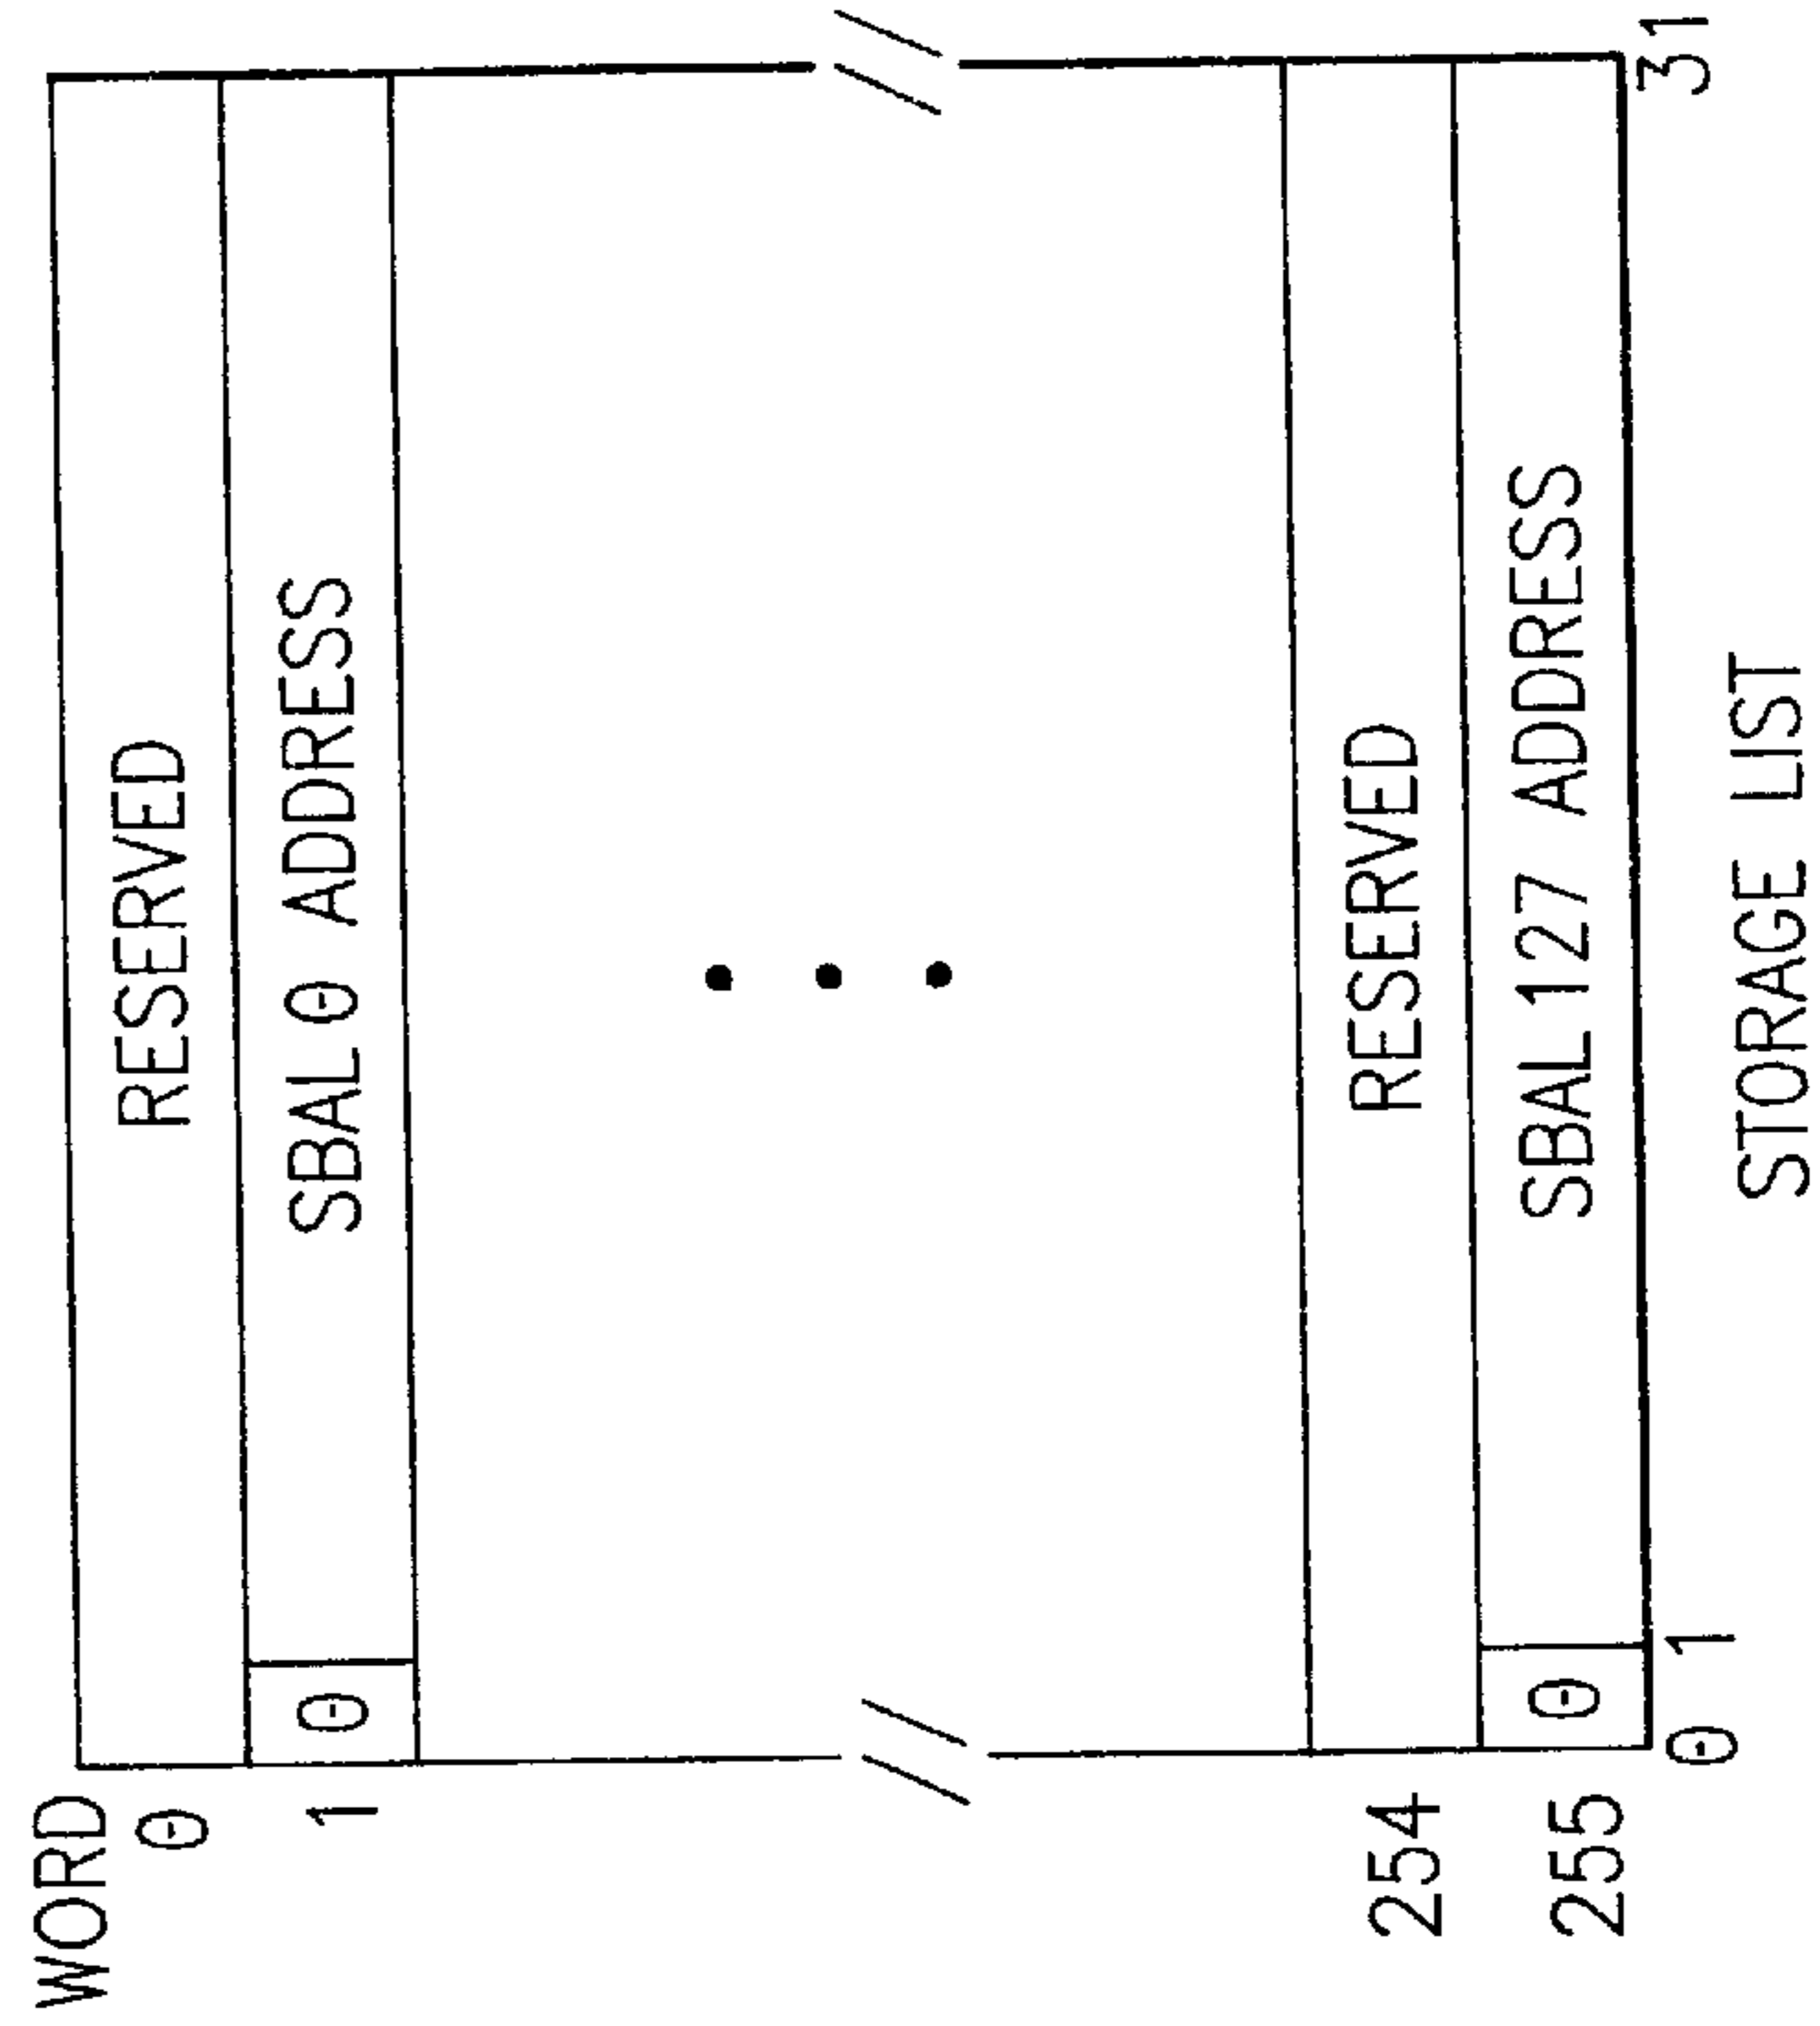 WORD
0 RESERVED
1 0 SBAL 0 ADDRESS
254 RESERVED
255 0 SBAL 127 ADDRESS
0 1 31
STORAGE LIST